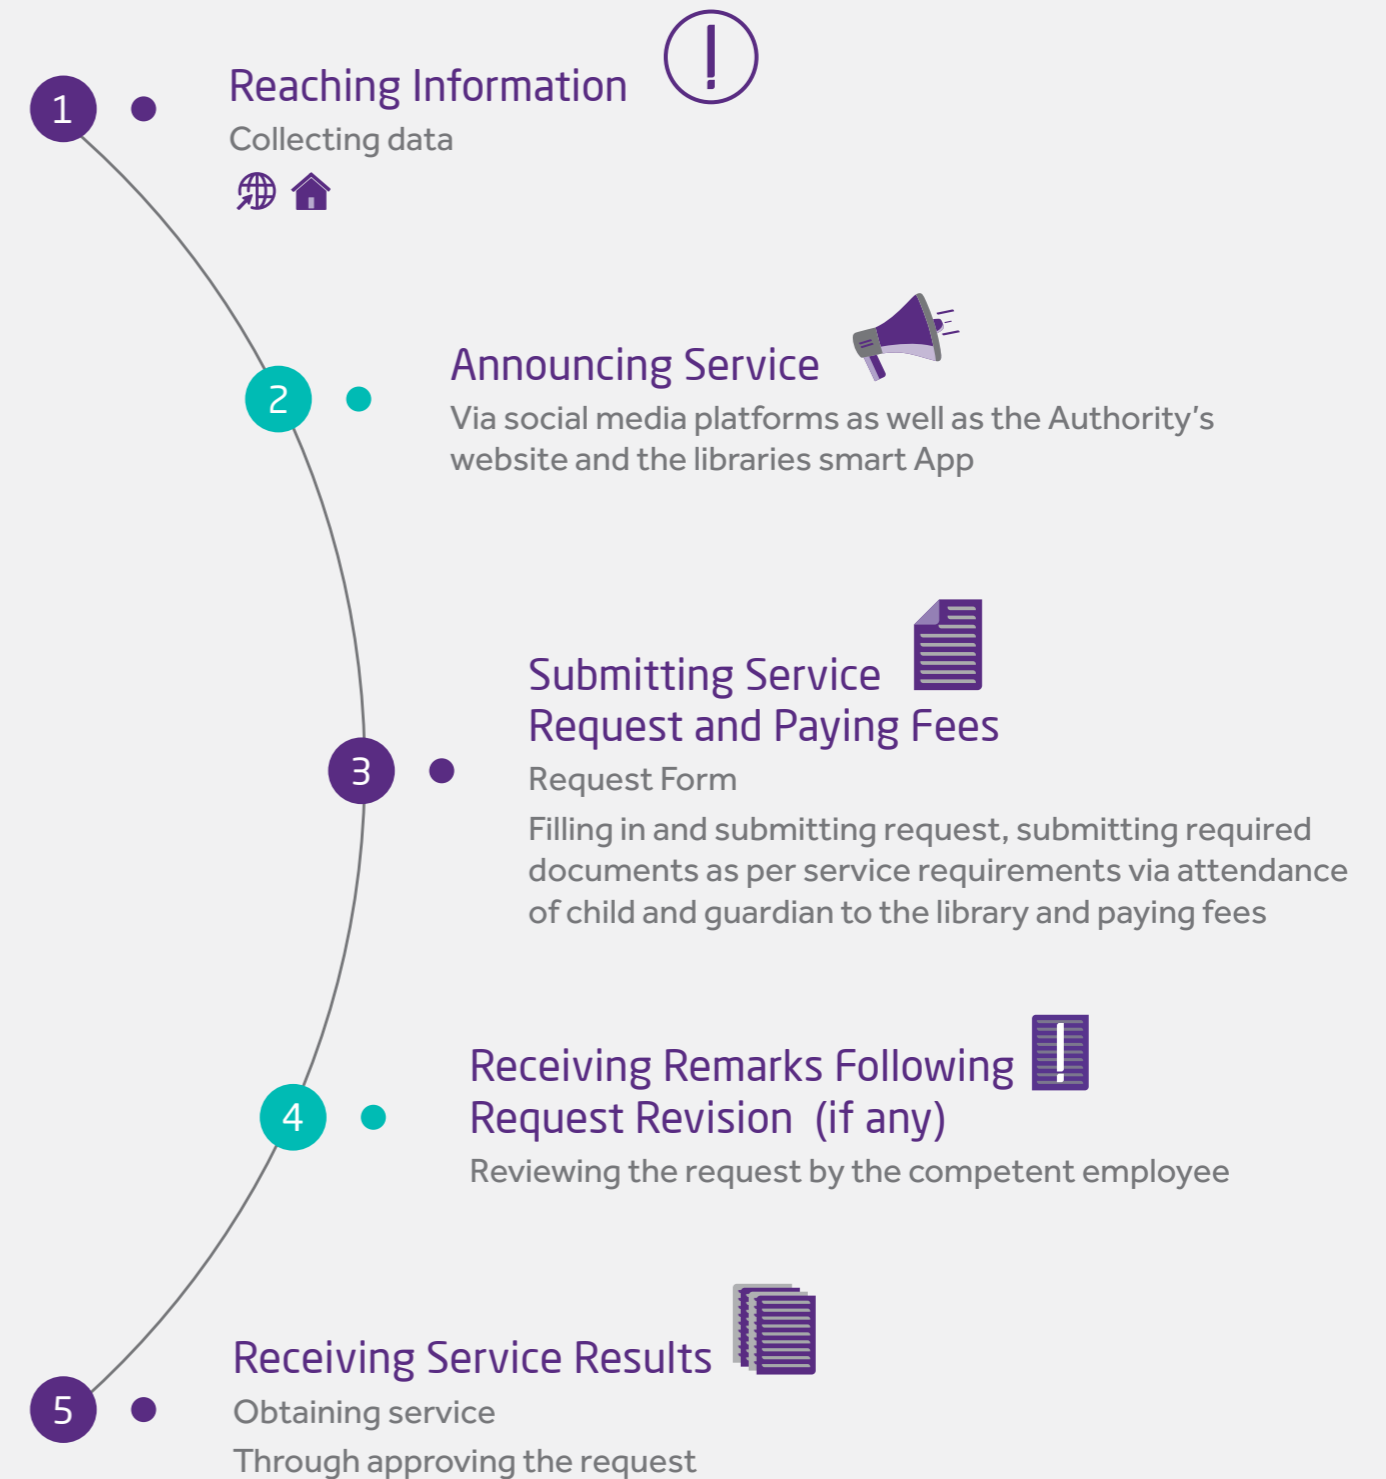 1
Reaching Information
Collecting data
2
Announcing Service
Via social media platforms as well as the Authority's
website and the libraries smart App
3
Submitting Service
Request and Paying Fees
Request Form
Filling in and submitting request, submitting required
documents as per service requirements via attendance
of child and guardian to the library and paying fees
4
Receiving Remarks Following
Request Revision (if any)
Reviewing the request by the competent employee
5
Receiving Service Results
Obtaining service
Through approving the request